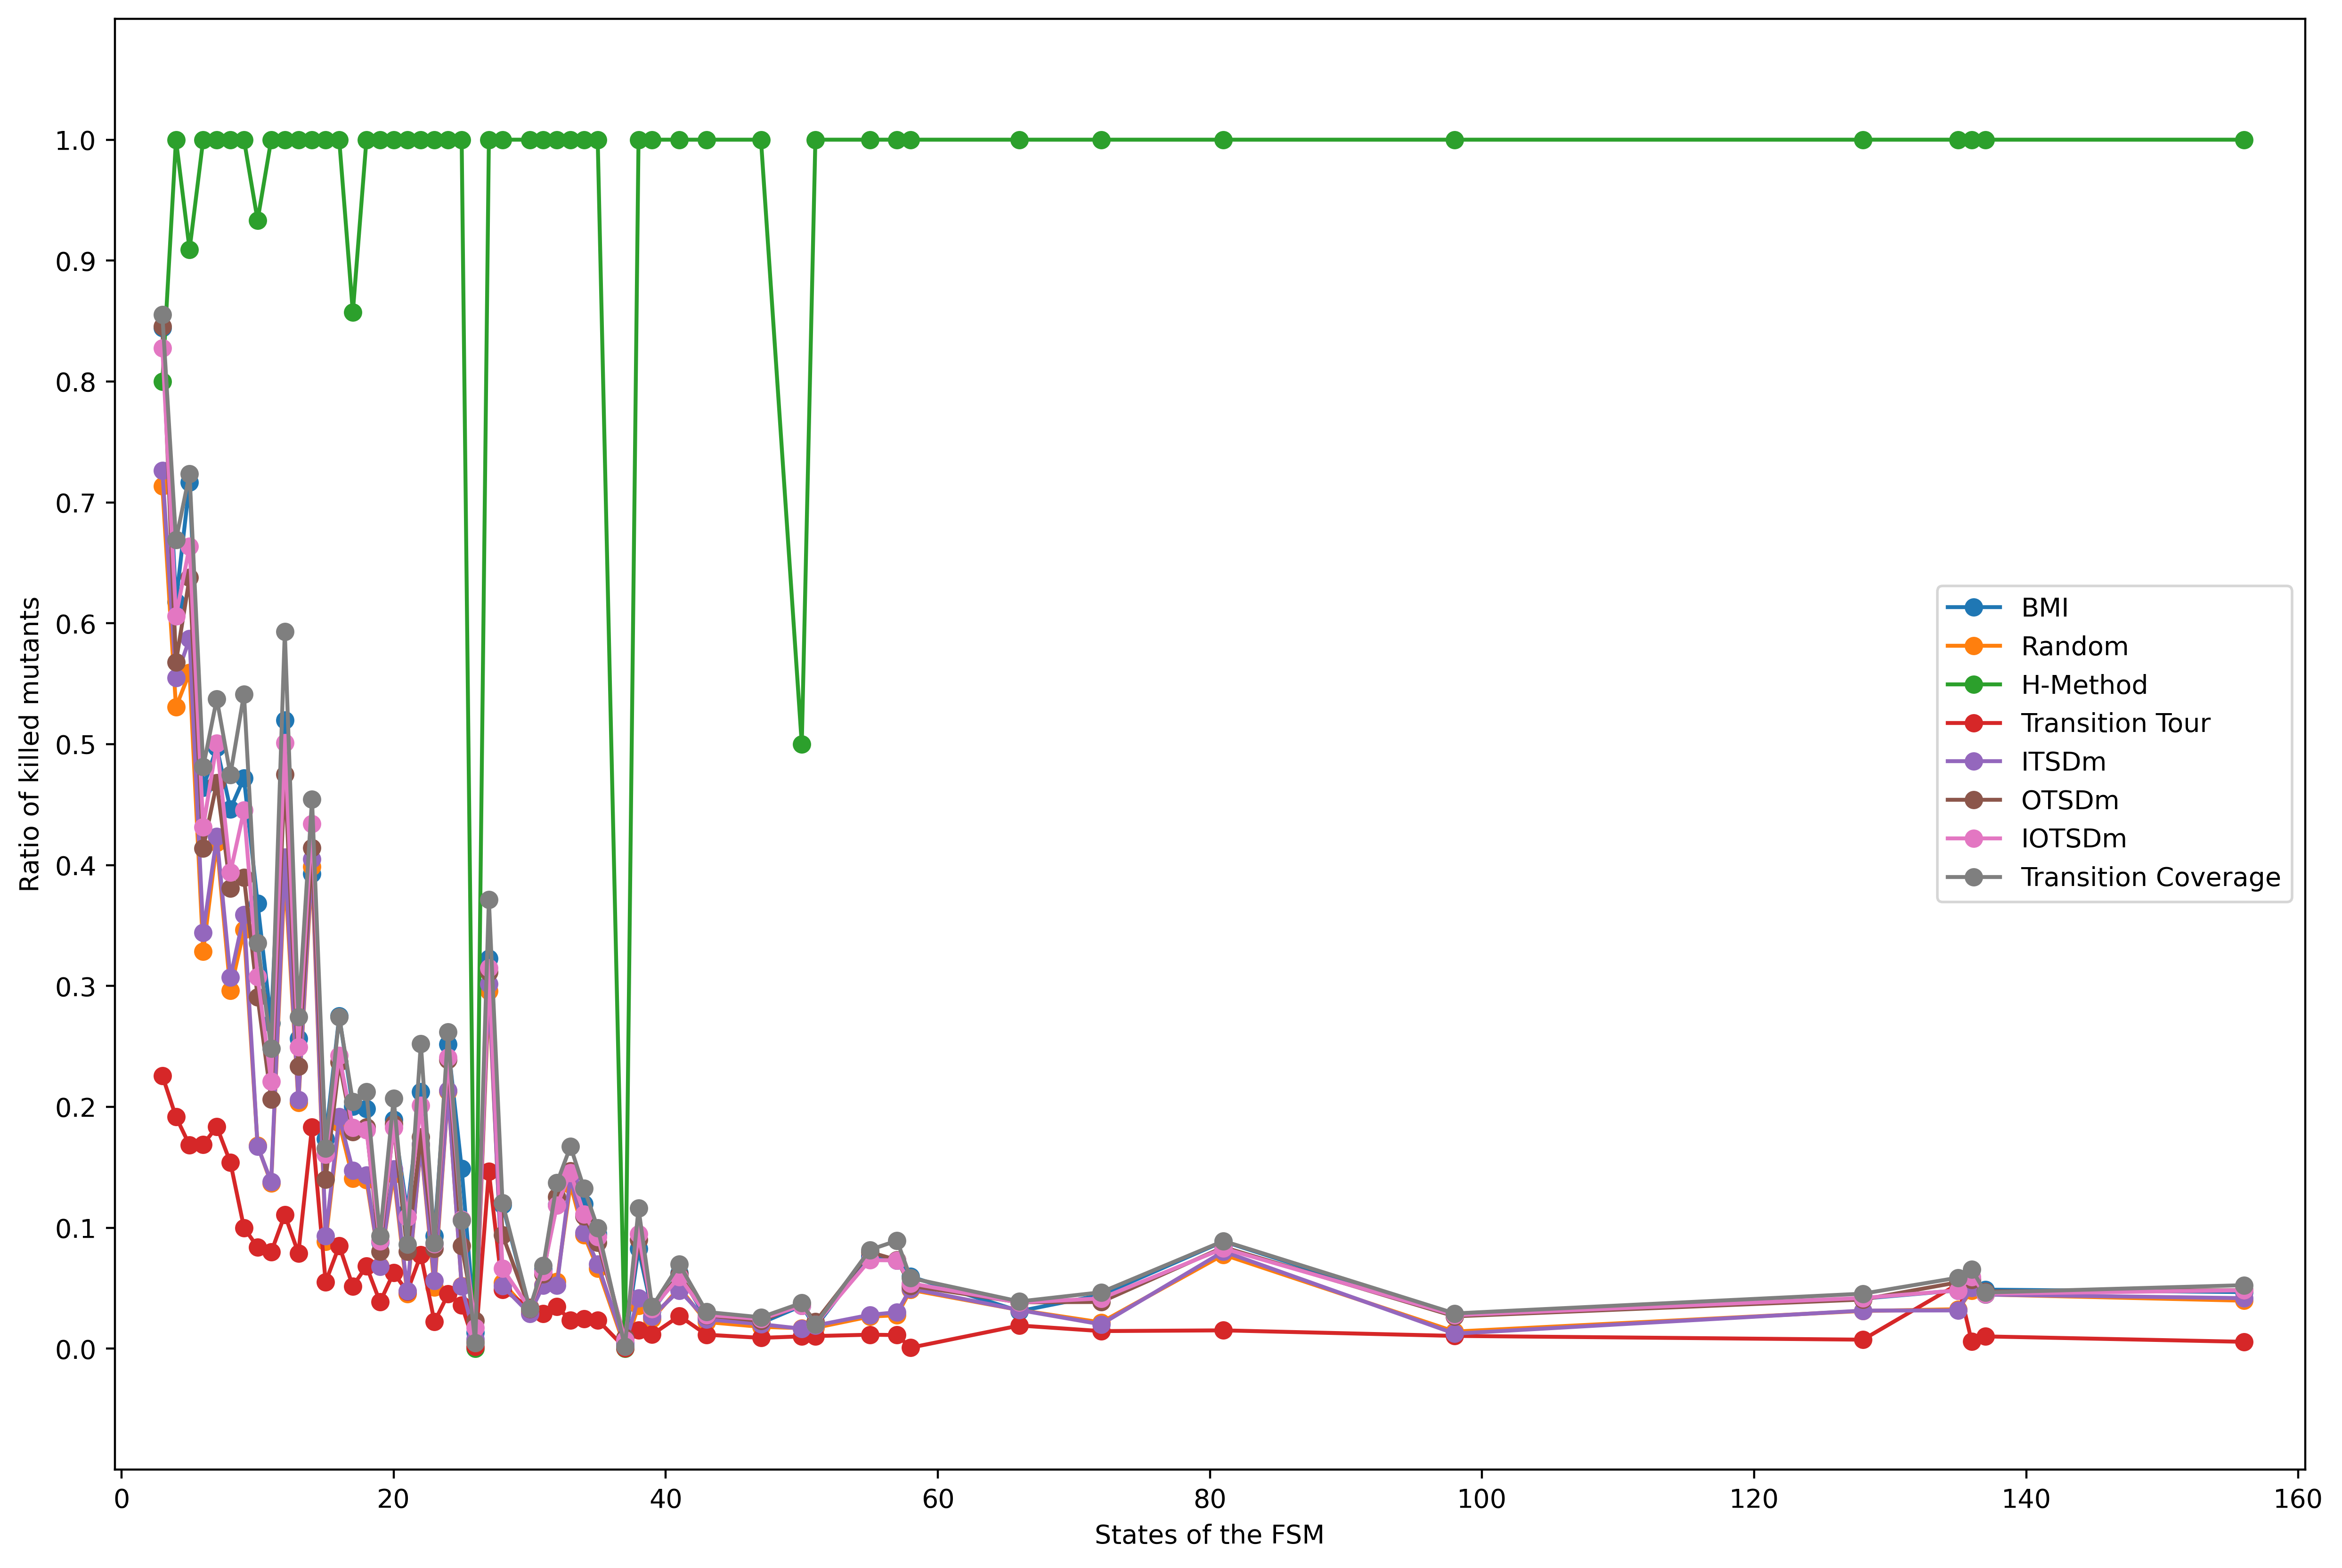 1.0
0.9
0.8
0.7
0.6
0.5
0.4
0.3
0.2
0.1
0.0
Ratio of killed mutants
BMI
Random
H-Method
Transition Tour
ITSDm
OTSDm
IOTSDm
Transition Coverage
0 20 40 60 80 100 120 140 160
States of the FSM